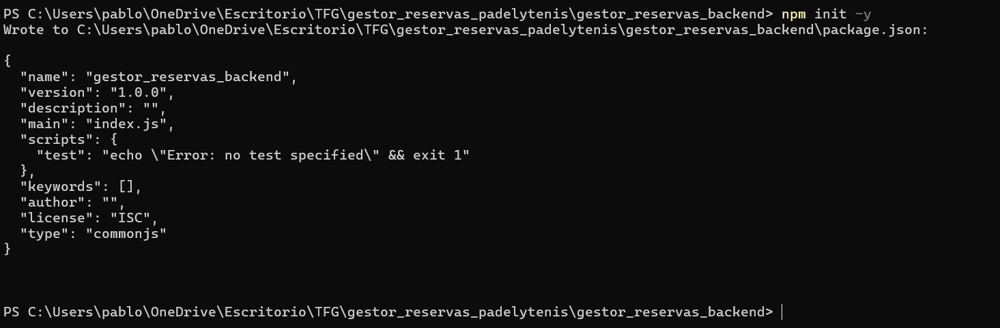 PS C:\Users\pablo\OneDrive\Escritorio\TFG\gestor_reservas_padelytenis\gestor_reservas_backend> npm init -y
Wrote to C:\Users\pablo\OneDrive\Escritorio\TFG\gestor_reservas_padelytenis\gestor_reservas_backend\package.json:

{
  "name": "gestor_reservas_backend",
  "version": "1.0.0",
  "description": "",
  "main": "index.js",
  "scripts": {
    "test": "echo \"Error: no test specified\" && exit 1"
  },
  "keywords": [],
  "author": "",
  "license": "ISC",
  "type": "commonjs"
}

PS C:\Users\pablo\OneDrive\Escritorio\TFG\gestor_reservas_padelytenis\gestor_reservas_backend>